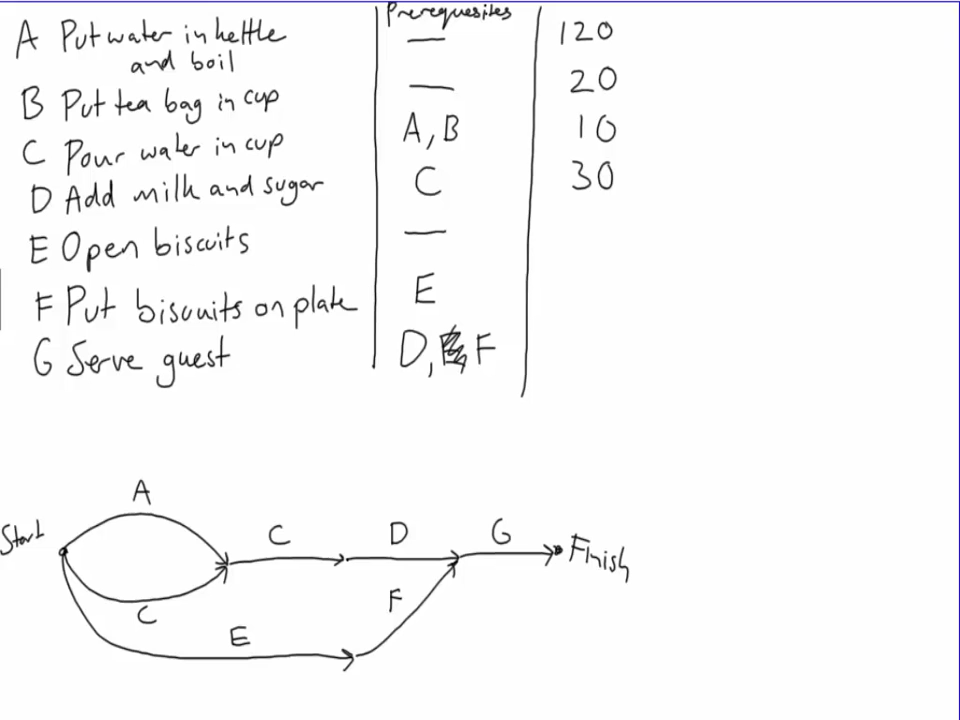 Prerequesites
A Put water in kettle — 120
and boil
B Put tea bag in cup — 20
C Pour water in cup A, B 10
D Add milk and sugar C 30
E Open biscuits —
F Put biscuits on plate E
G Serve guest D, F
A
Start C D G Finish
C F
E